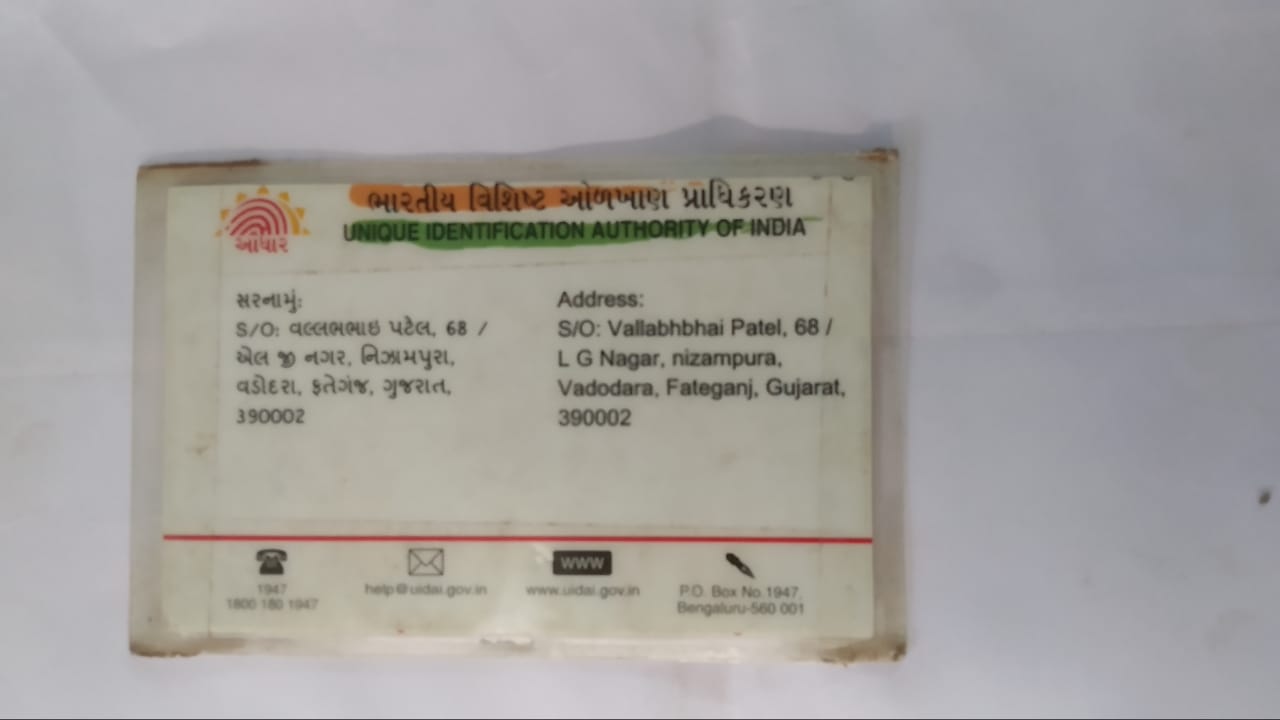 ભારતીય વિશિષ્ટ ઓળખાણ પ્રાધિકરણ
UNIQUE IDENTIFICATION AUTHORITY OF INDIA
આધાર
સરનામું:
S/O: વલ્લભભાઇ પટેલ, 68 /
એલ જી નગર, નિઝામપુરા,
વડોદરા, ફતેગંજ, ગુજરાત,
390002
Address:
S/O: Vallabhbhai Patel, 68 /
L G Nagar, nizampura,
Vadodara, Fateganj, Gujarat,
390002
1947
1800 180 1947
help@uidai.gov.in
www
www.uidai.gov.in
P.O. Box No.1947,
Bengaluru-560 001